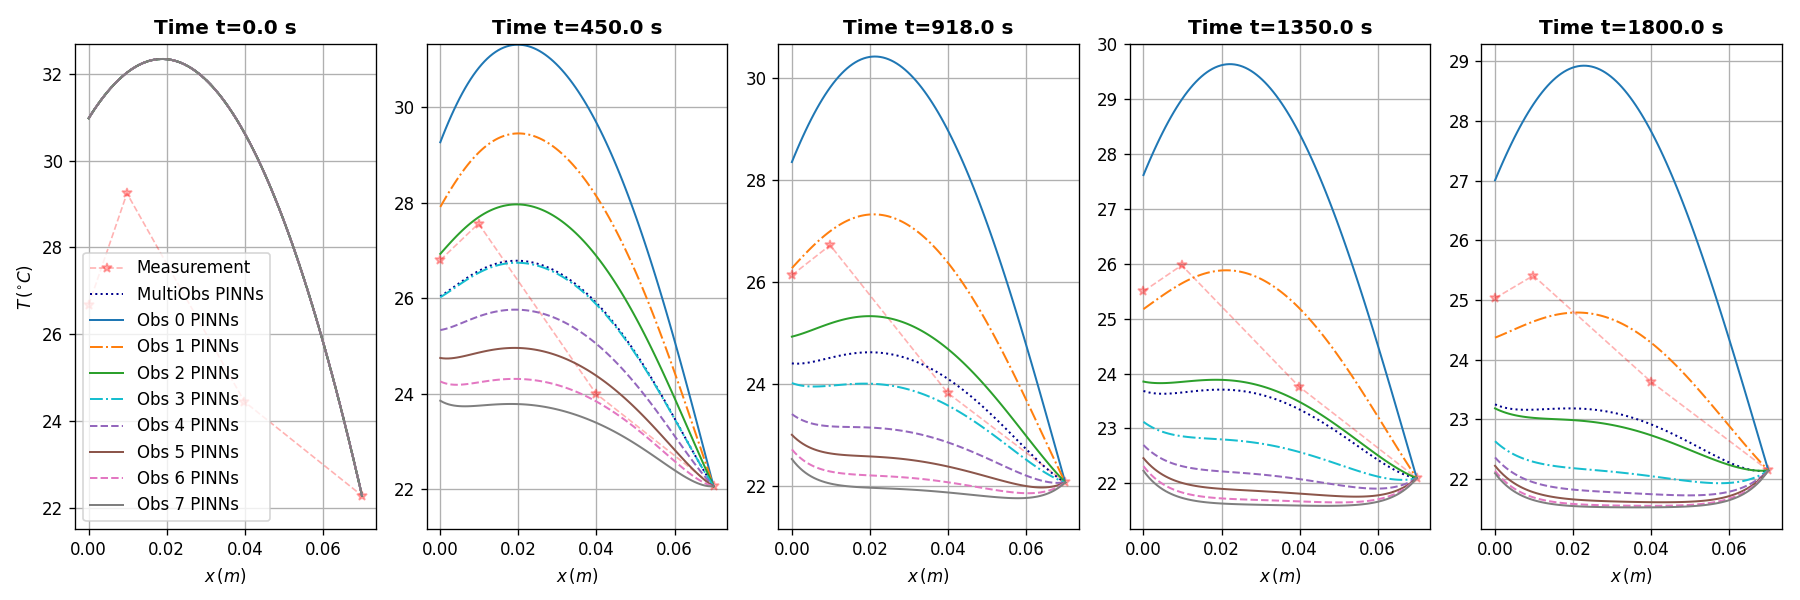 Time t=0.0 s
Time t=450.0 s
Time t=918.0 s
Time t=1350.0 s
Time t=1800.0 s
T (°C)
32
30
28
26
24
22
0.00 0.02 0.04 0.06
x (m)
Measurement
MultiObs PINNs
Obs 0 PINNs
Obs 1 PINNs
Obs 2 PINNs
Obs 3 PINNs
Obs 4 PINNs
Obs 5 PINNs
Obs 6 PINNs
Obs 7 PINNs
30
28
26
24
22
0.00 0.02 0.04 0.06
x (m)
30
28
26
24
22
0.00 0.02 0.04 0.06
x (m)
30
29
28
27
26
25
24
23
22
0.00 0.02 0.04 0.06
x (m)
29
28
27
26
25
24
23
22
0.00 0.02 0.04 0.06
x (m)